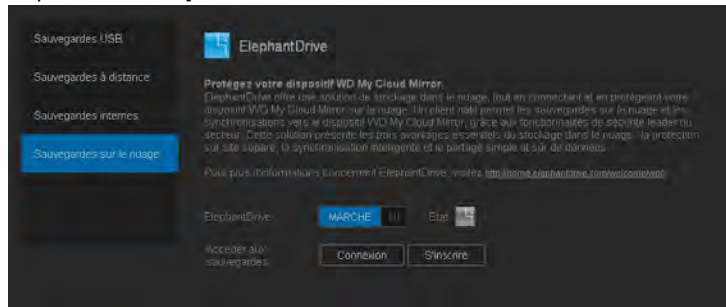 Sauvegardes USB
Sauvegardes à distance
Sauvegardes internes
Sauvegardes sur le nuage
ElephantDrive
Protégez votre dispositif WD My Cloud Mirror.
ElephantDrive offre une solution de stockage dans le nuage, tout en connectant et en protégeant votre
dispositif WD My Cloud Mirror sur le nuage. Un client natif permet les sauvegardes sur le nuage et les
synchronisations vers le dispositif WD My Cloud Mirror, grâce aux fonctionnalités de sécurité leader du
secteur. Cette solution présente les trois avantages essentiels du stockage dans le nuage : la protection
sur site séparé, la synchronisation intelligente et le partage simple et sûr de données.
Pour plus d'informations concernant ElephantDrive, visitez
ElephantDrive
MARCHE
État
Accéder aux
sauvegardes
Connexion
S'inscrire